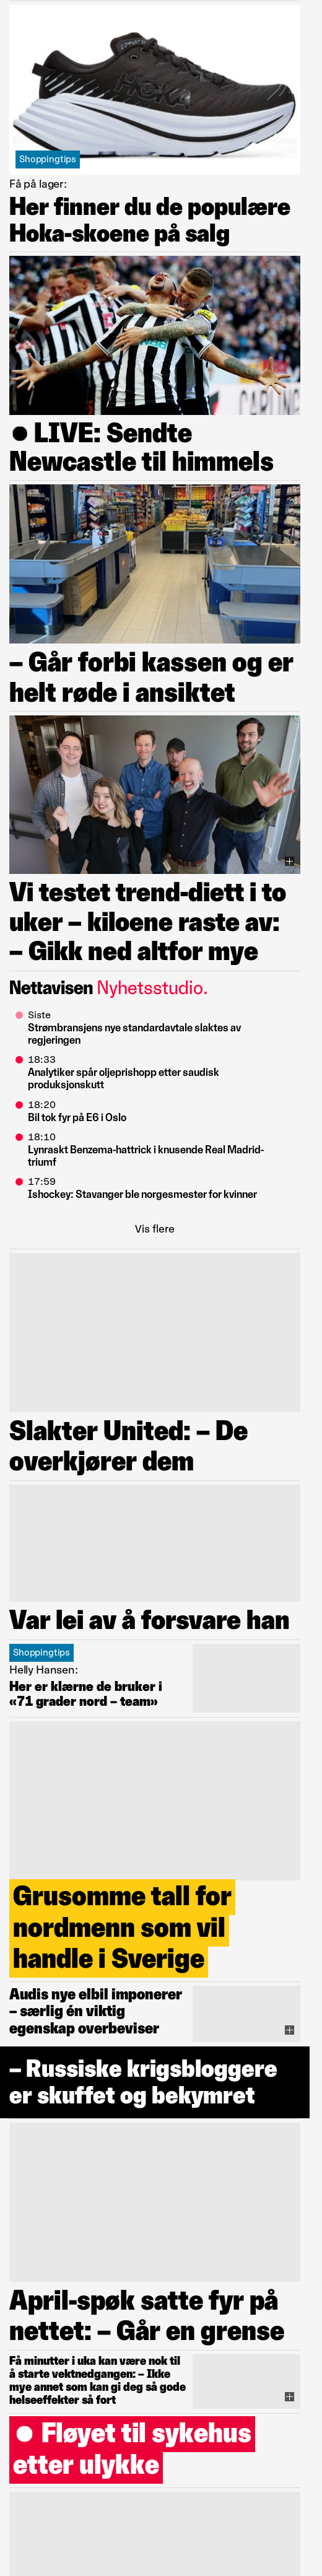 HOKA
Shoppingtips
Få på lager:
Her finner du de populære
Hoka-skoene på salg
● LIVE: Sendte
Newcastle til himmels
– Går forbi kassen og er
helt røde i ansiktet
Vi testet trend-diett i to
uker – kiloene raste av:
– Gikk ned altfor mye
Nettavisen Nyhetsstudio.
Siste
Strømbransjens nye standardavtale slaktes av
regjeringen
18:33
Analytiker spår oljeprishopp etter saudisk
produksjonskutt
18:20
Bil tok fyr på E6 i Oslo
18:10
Lynraskt Benzema-hattrick i knusende Real Madrid-
triumf
17:59
Ishockey: Stavanger ble norgesmester for kvinner
Vis flere
Slakter United: – De
overkjører dem
Var lei av å forsvare han
Shoppingtips
Helly Hansen:
Her er klærne de bruker i
«71 grader nord – team»
Grusomme tall for
nordmenn som vil
handle i Sverige
Audis nye elbil imponerer
– særlig én viktig
egenskap overbeviser
– Russiske krigsbloggere
er skuffet og bekymret
April-spøk satte fyr på
nettet: – Går en grense
Få minutter i uka kan være nok til
å starte vektnedgangen: – Ikke
mye annet som kan gi deg så gode
helseeffekter så fort
● Fløyet til sykehus
etter ulykke